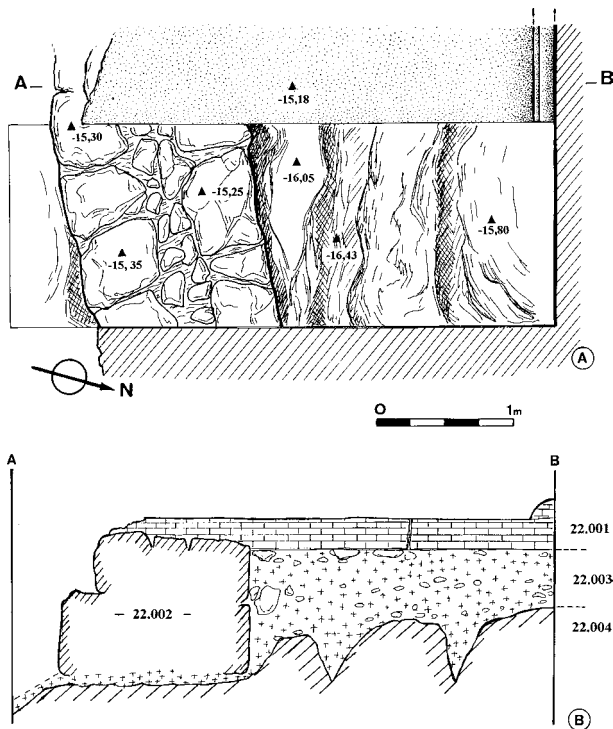 A
B
-15,18
-15,30
-16,05
-15,25
-15,80
-16,43
-15, 35
A
N
O 1m
A B
22.001
22.003
22.002
22.004
B